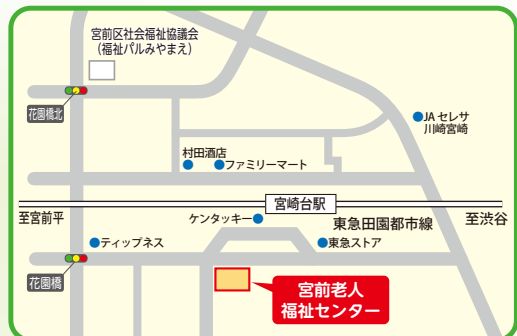 宮前区社会福祉協議会
（福祉パルみやまえ）
花園橋北
JAセレサ
川崎宮崎
村田酒店
ファミリーマート
宮崎台駅
至宮前平
ケンタッキー
東急田園都市線
至渋谷
ティップネス
東急ストア
花園橋
宮前老人
福祉センター